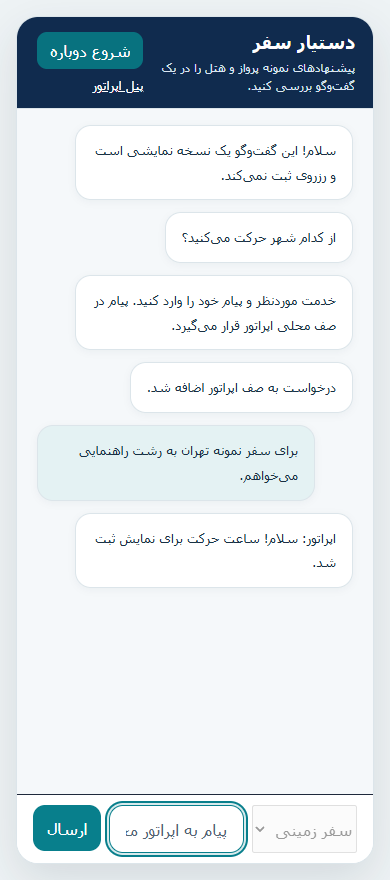 دستیار سفر
پیشنهادهای نمونه پرواز و هتل را در یک
گفت‌وگو بررسی کنید.
شروع دوباره
پنل اپراتور
سلام! این گفت‌وگو یک نسخه نمایشی است
و رزروی ثبت نمی‌کند.
از کدام شهر حرکت می‌کنید؟
خدمت موردنظر و پیام خود را وارد کنید. پیام در
صف محلی اپراتور قرار می‌گیرد.
درخواست به صف اپراتور اضافه شد.
برای سفر نمونه تهران به رشت راهنمایی
می‌خواهم.
اپراتور: سلام! ساعت حرکت برای نمایش ثبت
شد.
سفر زمینی
پیام به اپراتور مع
ارسال